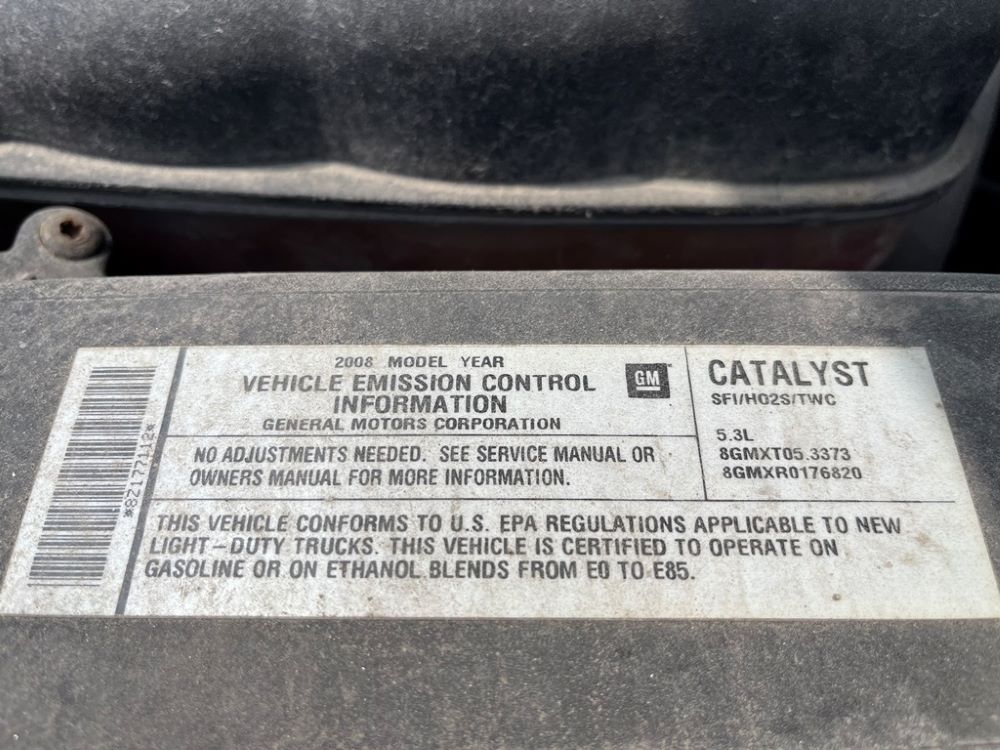 2008 MODEL YEAR
VEHICLE EMISSION CONTROL
INFORMATION
GENERAL MOTORS CORPORATION
GM
NO ADJUSTMENTS NEEDED. SEE SERVICE MANUAL OR
OWNERS MANUAL FOR MORE INFORMATION.
CATALYST
SFI/HO2S/TWC
5.3L
8GMXT05.3373
8GMXR0176820
THIS VEHICLE CONFORMS TO U.S. EPA REGULATIONS APPLICABLE TO NEW
LIGHT-DUTY TRUCKS. THIS VEHICLE IS CERTIFIED TO OPERATE ON
GASOLINE OR ON ETHANOL BLENDS FROM E0 TO E85.